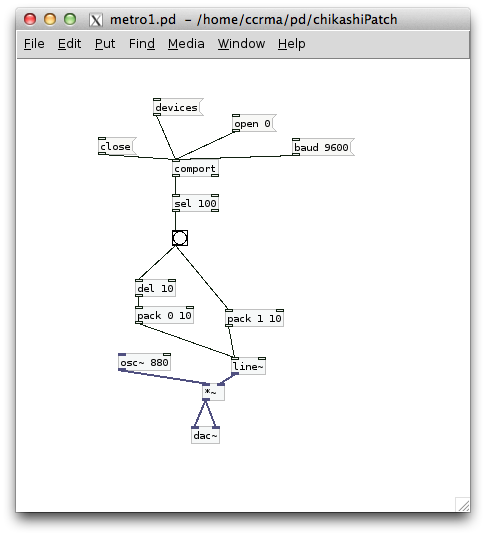 metro1.pd - /home/ccrma/pd/chikashiPatch
File Edit Put Find Media Window Help
devices
open 0
close
baud 9600
comport
sel 100
del 10
pack 0 10
pack 1 10
osc~ 880
line~
*~
dac~